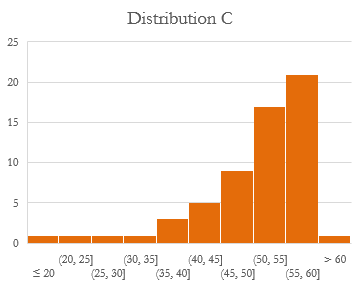 Distribution C
25
20
15
10
5
0
(20, 25] (30, 35] (40, 45] (50, 55] > 60
≤ 20 (25, 30] (35, 40] (45, 50] (55, 60]